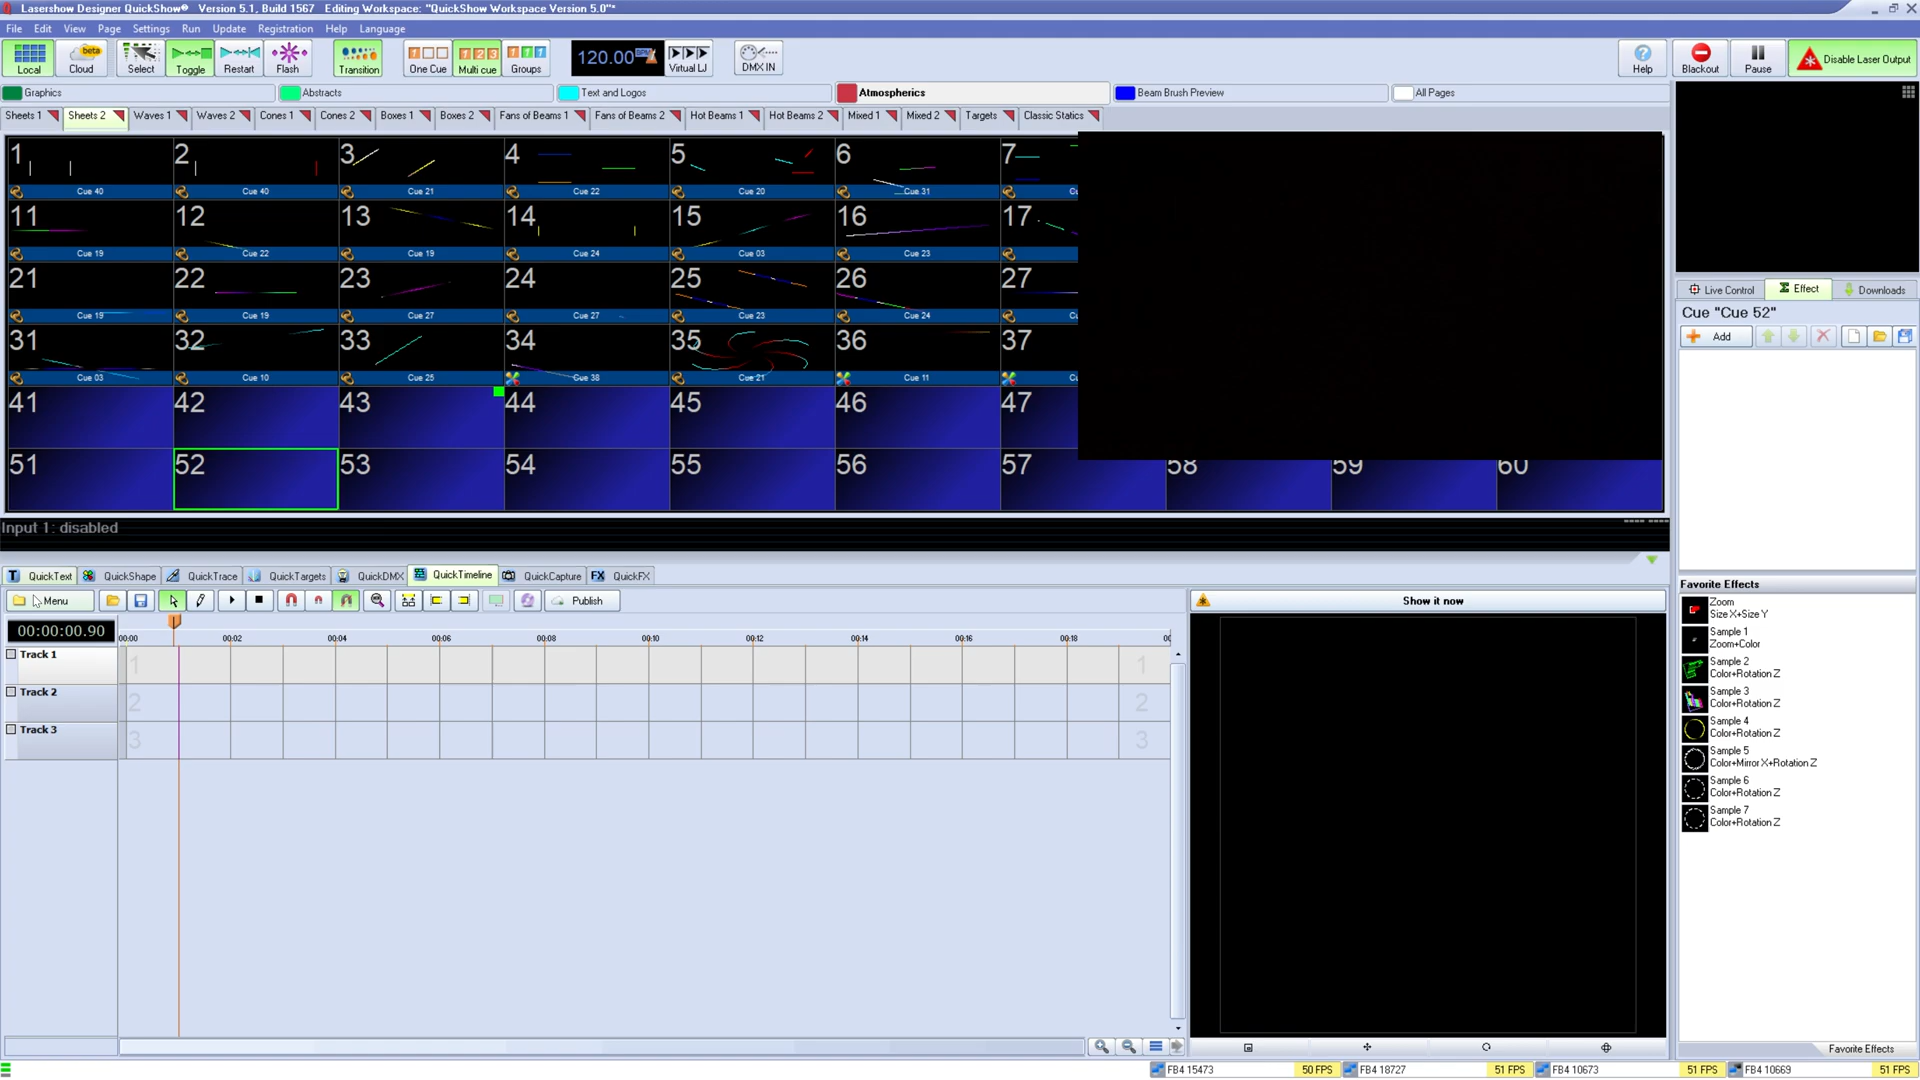 Lasershow Designer QuickShow® Version 5.1, Build 1567 Editing Workspace: "QuickShow Workspace Version 5.0"*
File Edit View Page Settings Run Update Registration Help Language
Local Cloud beta Select Toggle Restart Flash Transition One Cue Multi cue Groups 120.00 BPM Virtual LJ DMX IN Help Blackout Pause Disable Laser Output
Graphics Abstracts Text and Logos Atmospherics Beam Brush Preview All Pages
Sheets 1 Sheets 2 Waves 1 Waves 2 Cones 1 Cones 2 Boxes 1 Boxes 2 Fans of Beams 1 Fans of Beams 2 Hot Beams 1 Hot Beams 2 Mixed 1 Mixed 2 Targets Classic Statics
1 2 3 4 5 6 7
Cue 40 Cue 40 Cue 21 Cue 22 Cue 20 Cue 31
11 12 13 14 15 16 17
Cue 19 Cue 22 Cue 19 Cue 24 Cue 03 Cue 23
21 22 23 24 25 26 27
Cue 19 Cue 19 Cue 27 Cue 27 Cue 23 Cue 24
31 32 33 34 35 36 37
Cue 03 Cue 10 Cue 25 Cue 38 Cue 21 Cue 11
41 42 43 44 45 46 47
51 52 53 54 55 56 57 58 59 60
Input 1: disabled
Live Control Effect Downloads
Cue "Cue 52"
Add
QuickText QuickShape QuickTrace QuickTargets QuickDMX QuickTimeline QuickCapture QuickFX
Menu Publish
Show it now
00:00:00.90
00:00 00:02 00:04 00:06 00:08 00:10 00:12 00:14 00:16 00:18
Track 1 1 1
Track 2 2 2
Track 3 3 3
Favorite Effects
Zoom
Size X+Size Y
Sample 1
Zoom+Color
Sample 2
Color+Rotation Z
Sample 3
Color+Rotation Z
Sample 4
Color+Rotation Z
Sample 5
Color+Mirror X+Rotation Z
Sample 6
Color+Rotation Z
Sample 7
Color+Rotation Z
Favorite Effects
FB4 15473 50 FPS FB4 18727 51 FPS FB4 10673 51 FPS FB4 10669 51 FPS